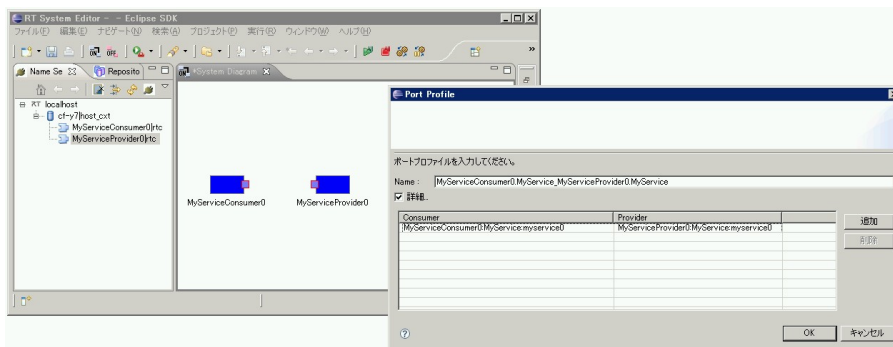 RT System Editor - - Eclipse SDK
ファイル(F) 編集(E) ナビゲート(N) 検索(A) プロジェクト(P) 実行(R) ウィンドウ(W) ヘルプ(H)
Name Se
Reposito
*System Diagram
RT localhost
cf-y7|host_cxt
MyServiceConsumer0|rtc
MyServiceProvider0|rtc
MyServiceConsumer0
MyServiceProvider0
Port Profile
ポートプロファイルを入力してください。
Name : MyServiceConsumer0.MyService_MyServiceProvider0.MyService
詳細..
Consumer Provider
MyServiceConsumer0:MyService:myservice0 MyServiceProvider0:MyService:myservice0
追加
削除
OK キャンセル